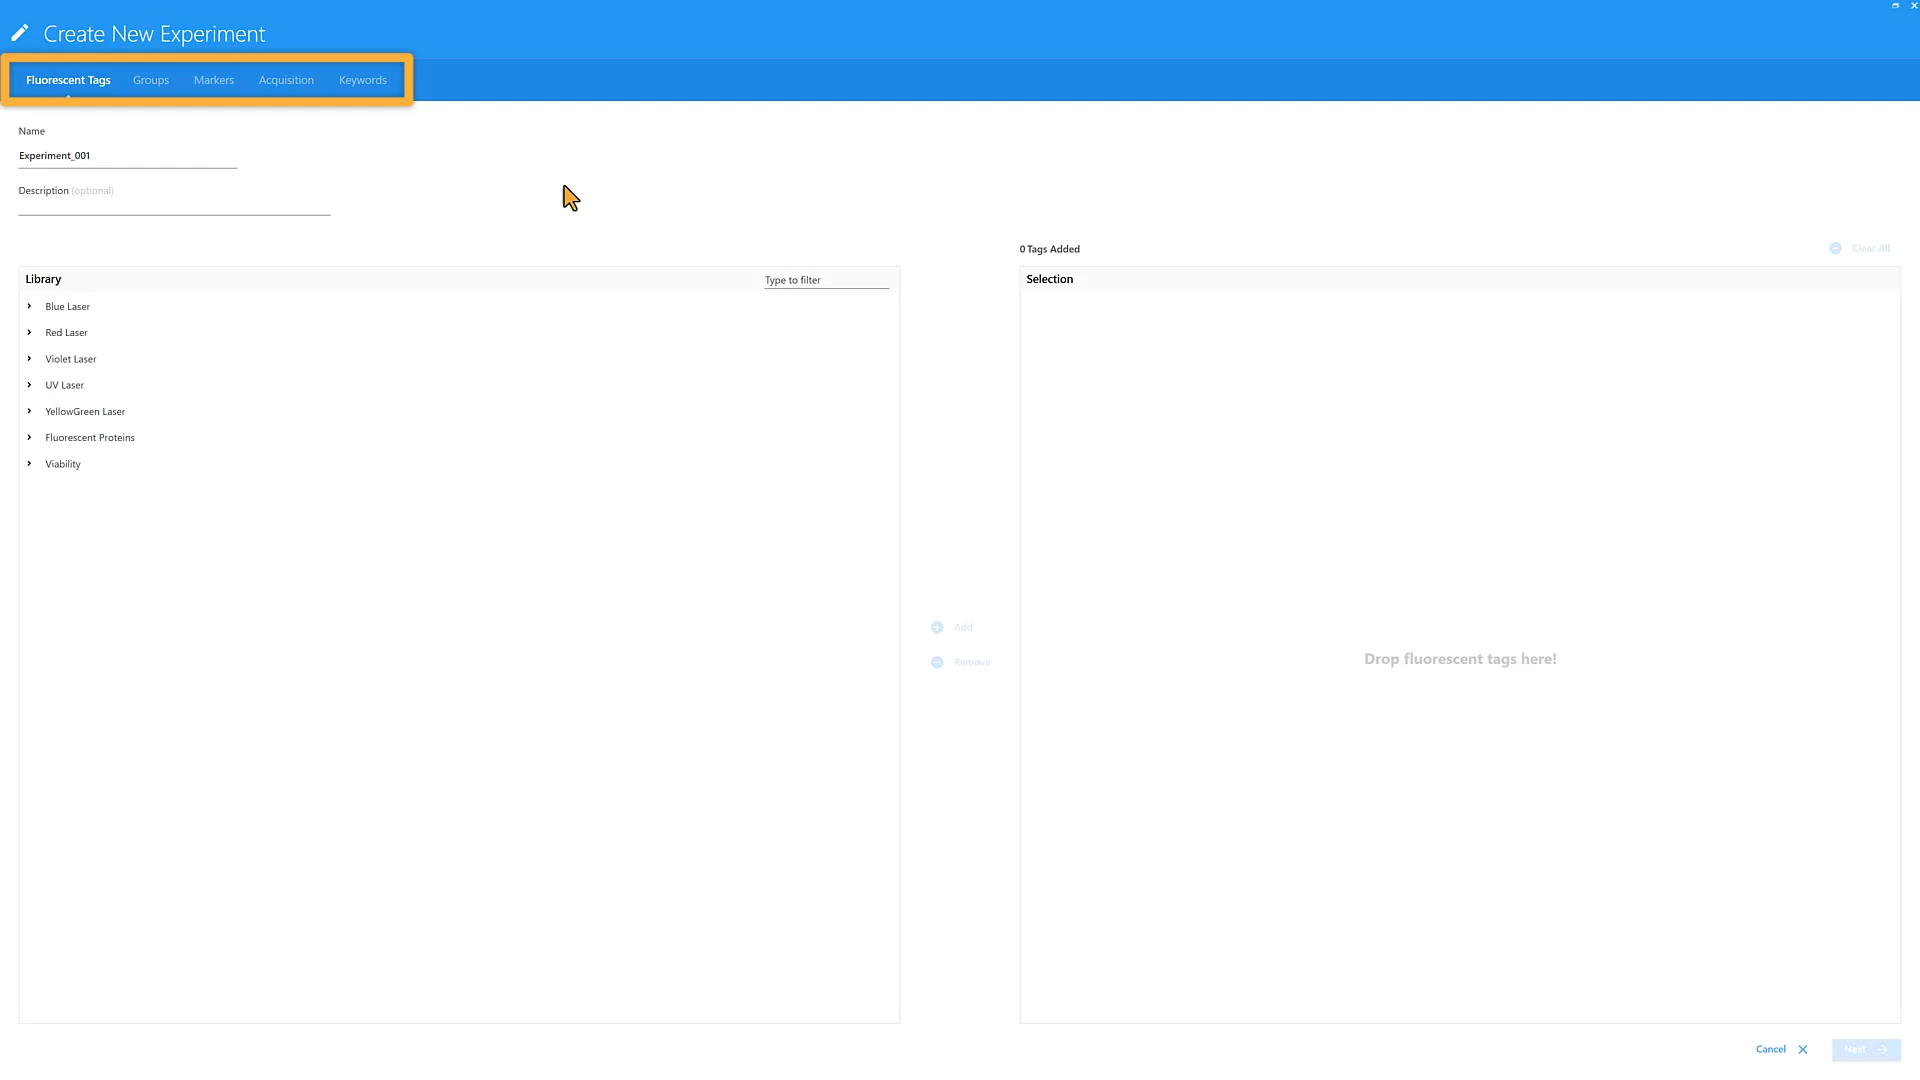 Create New Experiment
Fluorescent Tags Groups Markers Acquisition Keywords
Name
Experiment_001
Description (optional)
0 Tags Added
Clear All
Library
Type to filter
Selection
Blue Laser
Red Laser
Violet Laser
UV Laser
YellowGreen Laser
Fluorescent Proteins
Viability
Add
Remove
Drop fluorescent tags here!
Cancel
Next